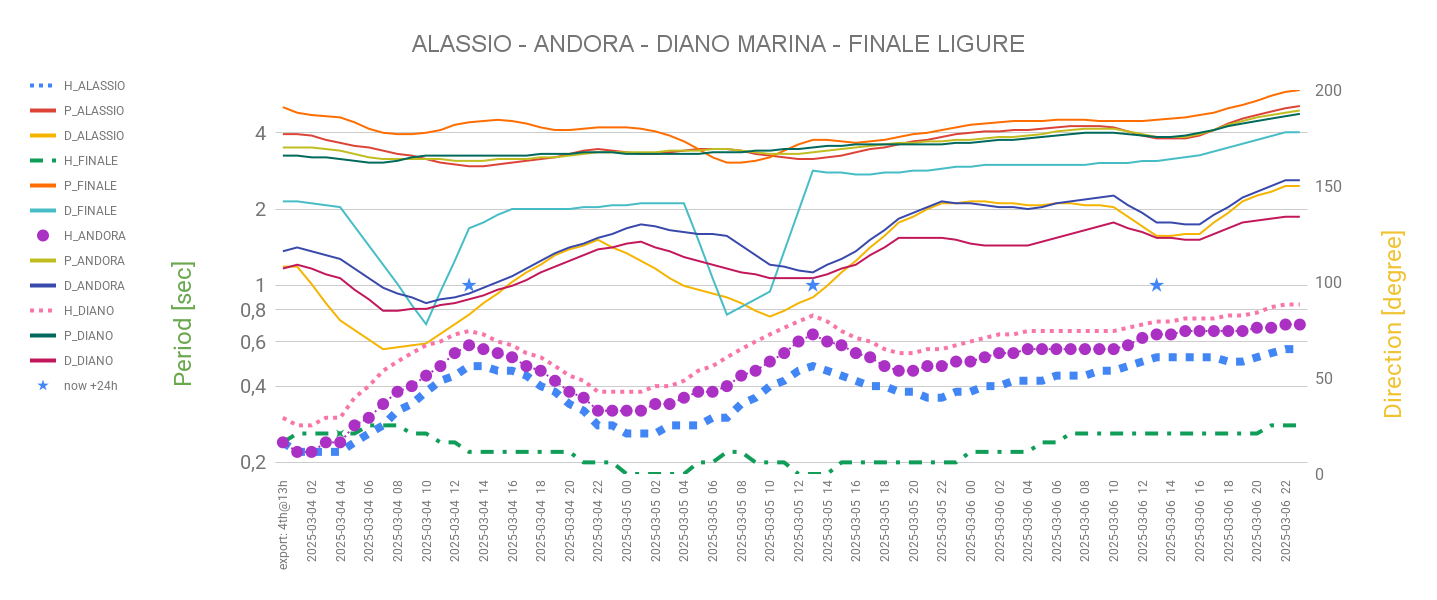 ALASSIO - ANDORA - DIANO MARINA - FINALE LIGURE
H_ALASSIO
P_ALASSIO
D_ALASSIO
H_FINALE
P_FINALE
D_FINALE
H_ANDORA
P_ANDORA
D_ANDORA
H_DIANO
P_DIANO
D_DIANO
now +24h
Period [sec]
4
2
1
0,8
0,6
0,4
0,2
200
150
100
50
0
Direction [degree]
export: 4th@13h
2025-03-04 02
2025-03-04 04
2025-03-04 06
2025-03-04 08
2025-03-04 10
2025-03-04 12
2025-03-04 14
2025-03-04 16
2025-03-04 18
2025-03-04 20
2025-03-04 22
2025-03-05 00
2025-03-05 02
2025-03-05 04
2025-03-05 06
2025-03-05 08
2025-03-05 10
2025-03-05 12
2025-03-05 14
2025-03-05 16
2025-03-05 18
2025-03-05 20
2025-03-05 22
2025-03-06 00
2025-03-06 02
2025-03-06 04
2025-03-06 06
2025-03-06 08
2025-03-06 10
2025-03-06 12
2025-03-06 14
2025-03-06 16
2025-03-06 18
2025-03-06 20
2025-03-06 22